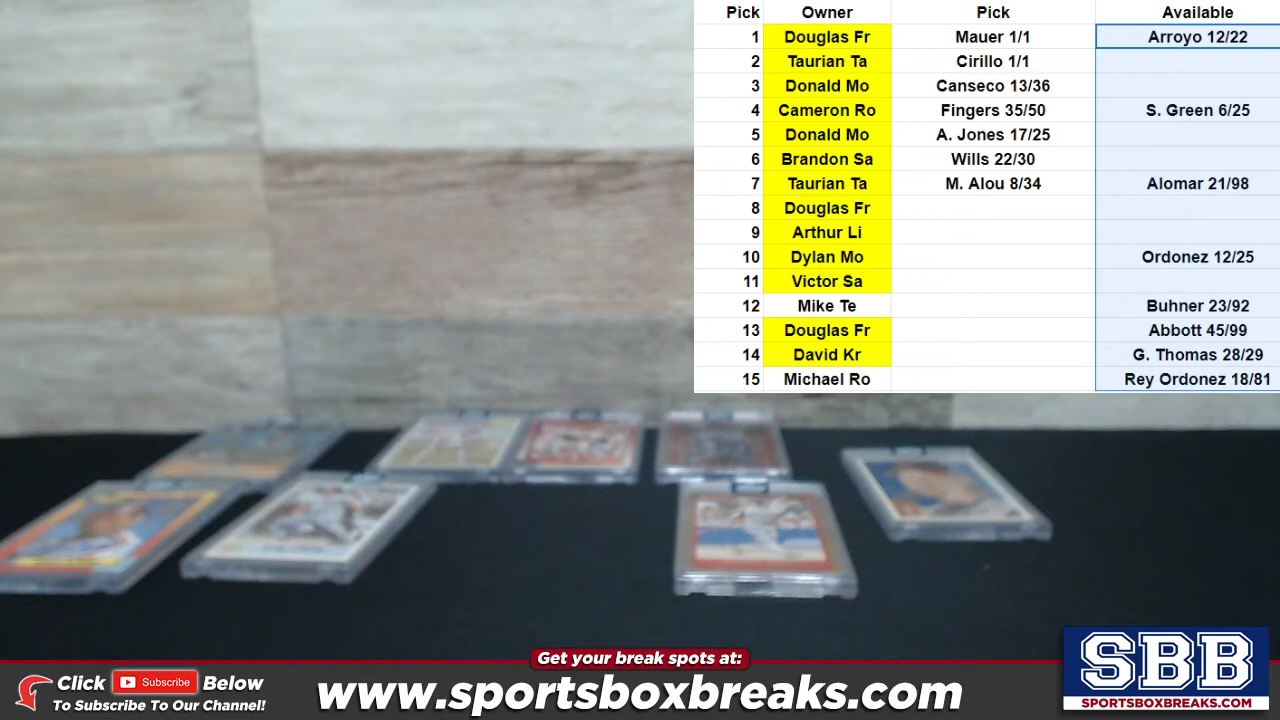 Pick Owner Pick Available
1 Douglas Fr Mauer 1/1 Arroyo 12/22
2 Taurian Ta Cirillo 1/1
3 Donald Mo Canseco 13/36
4 Cameron Ro Fingers 35/50 S. Green 6/25
5 Donald Mo A. Jones 17/25
6 Brandon Sa Wills 22/30
7 Taurian Ta M. Alou 8/34 Alomar 21/98
8 Douglas Fr
9 Arthur Li
10 Dylan Mo Ordonez 12/25
11 Victor Sa
12 Mike Te Buhner 23/92
13 Douglas Fr Abbott 45/99
14 David Kr G. Thomas 28/29
15 Michael Ro Rey Ordonez 18/81
Get your break spots at:
Click Subscribe Below
To Subscribe To Our Channel!
www.sportsboxbreaks.com
SBB
SPORTSBOXBREAKS.COM